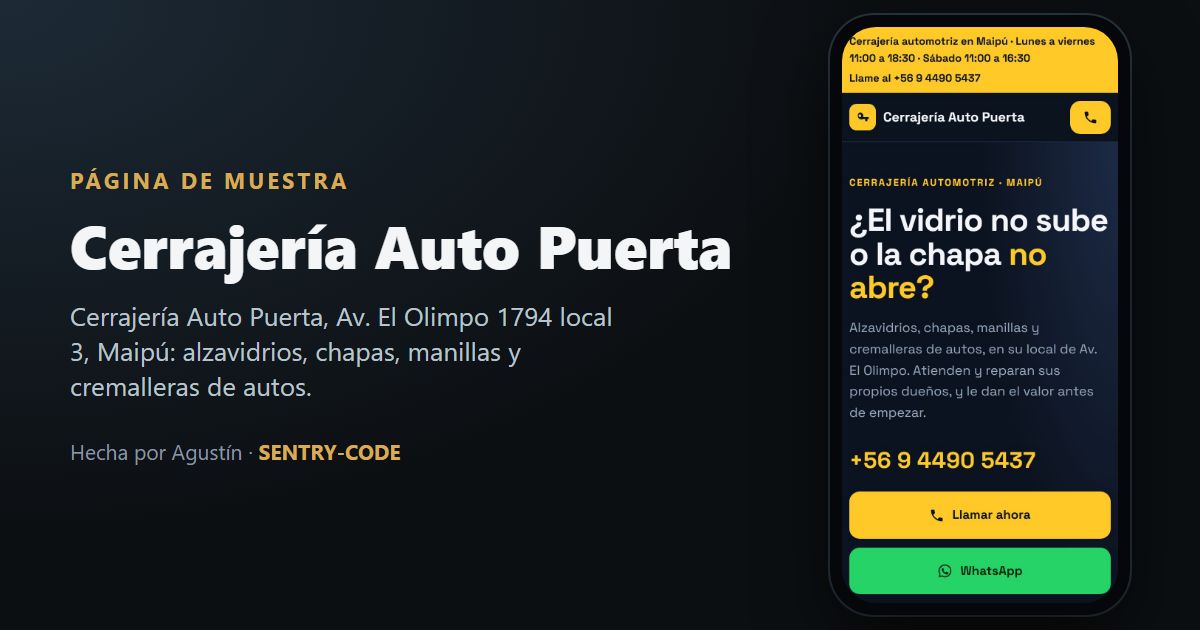 PÁGINA DE MUESTRA
Cerrajería Auto Puerta
Cerrajería Auto Puerta, Av. El Olimpo 1794 local
3, Maipú: alzavidrios, chapas, manillas y
cremalleras de autos.
Hecha por Agustín · SENTRY-CODE
Cerrajería automotriz en Maipú · Lunes a viernes
11:00 a 18:30 · Sábado 11:00 a 16:30
Llame al +56 9 4490 5437
Cerrajería Auto Puerta
CERRAJERÍA AUTOMOTRIZ · MAIPÚ
¿El vidrio no sube
o la chapa no
abre?
Alzavidrios, chapas, manillas y
cremalleras de autos, en su local de Av.
El Olimpo. Atienden y reparan sus
propios dueños, y le dan el valor antes
de empezar.
+56 9 4490 5437
Llamar ahora
WhatsApp